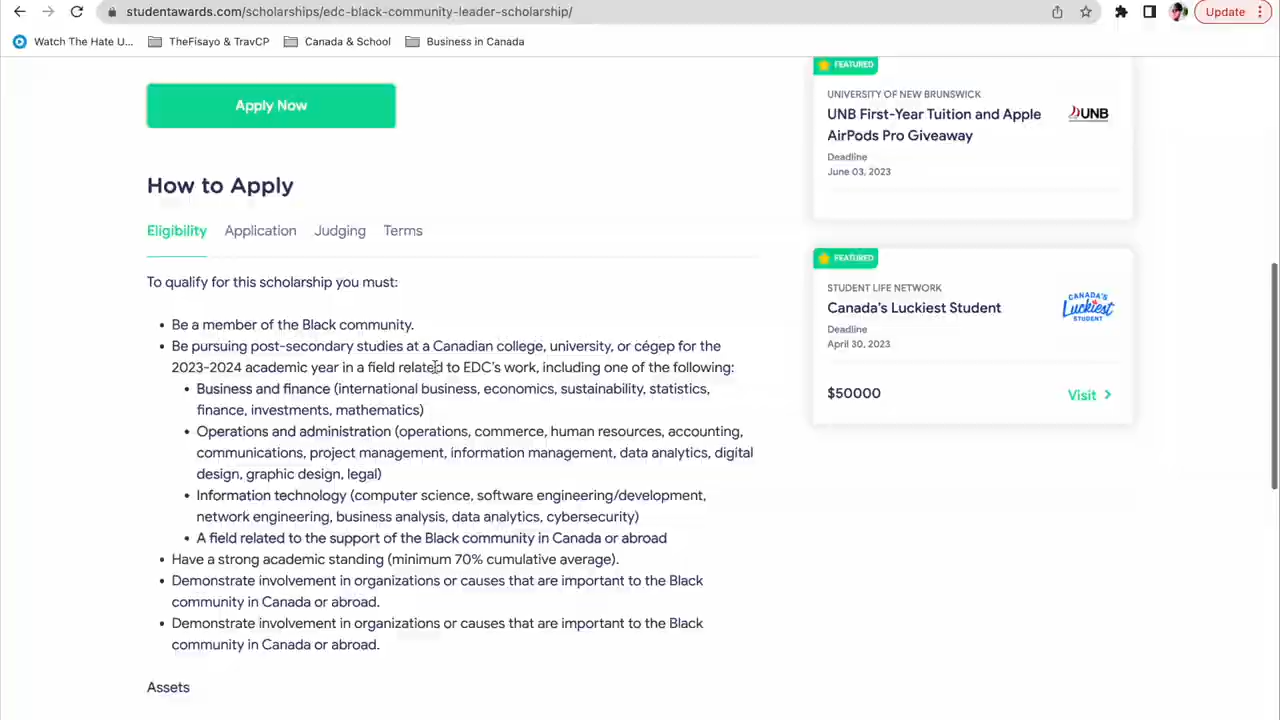 studentawards.com/scholarships/edc-black-community-leader-scholarship/
Update
Watch The Hate U...
TheFisayo & TravCP
Canada & School
Business in Canada
Apply Now
How to Apply
Eligibility
Application
Judging
Terms
To qualify for this scholarship you must:
• Be a member of the Black community.
• Be pursuing post-secondary studies at a Canadian college, university, or cégep for the
2023-2024 academic year in a field related to EDC's work, including one of the following:
• Business and finance (international business, economics, sustainability, statistics,
finance, investments, mathematics)
• Operations and administration (operations, commerce, human resources, accounting,
communications, project management, information management, data analytics, digital
design, graphic design, legal)
• Information technology (computer science, software engineering/development,
network engineering, business analysis, data analytics, cybersecurity)
• A field related to the support of the Black community in Canada or abroad
• Have a strong academic standing (minimum 70% cumulative average).
• Demonstrate involvement in organizations or causes that are important to the Black
community in Canada or abroad.
• Demonstrate involvement in organizations or causes that are important to the Black
community in Canada or abroad.
Assets
FEATURED
UNIVERSITY OF NEW BRUNSWICK
UNB First-Year Tuition and Apple
AirPods Pro Giveaway
UNB
Deadline
June 03, 2023
FEATURED
STUDENT LIFE NETWORK
Canada's Luckiest Student
CANADA'S
Luckiest
STUDENT
Deadline
April 30, 2023
$50000
Visit